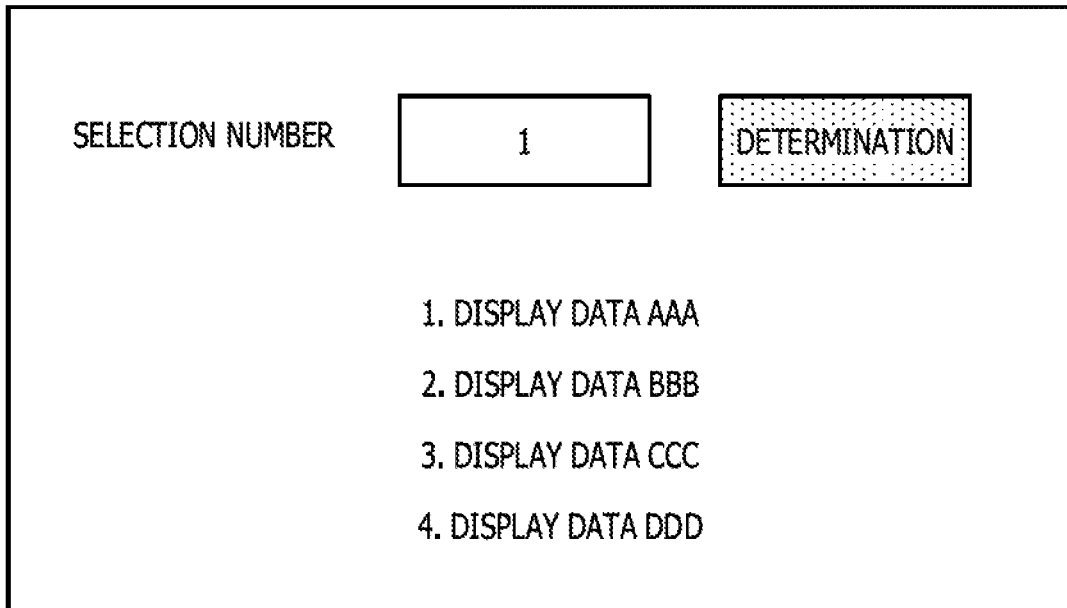 SELECTION NUMBER 1 DETERMINATION
1. DISPLAY DATA AAA
2. DISPLAY DATA BBB
3. DISPLAY DATA CCC
4. DISPLAY DATA DDD